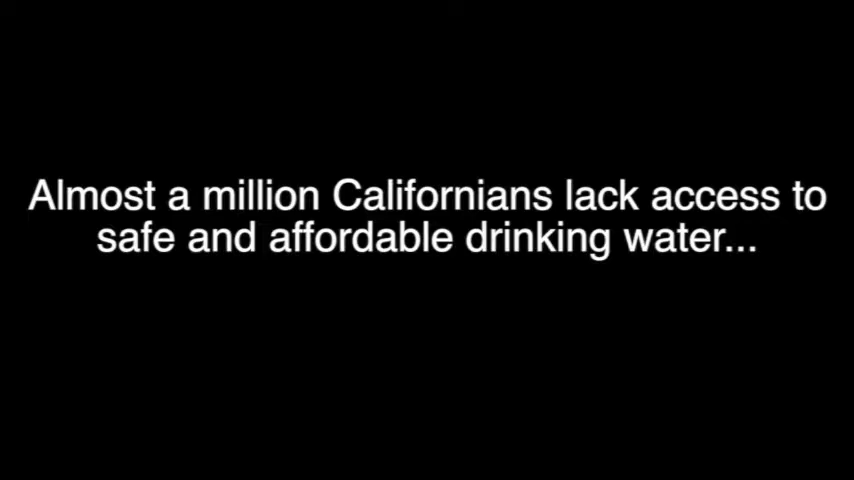 Almost a million Californians lack access to
safe and affordable drinking water...